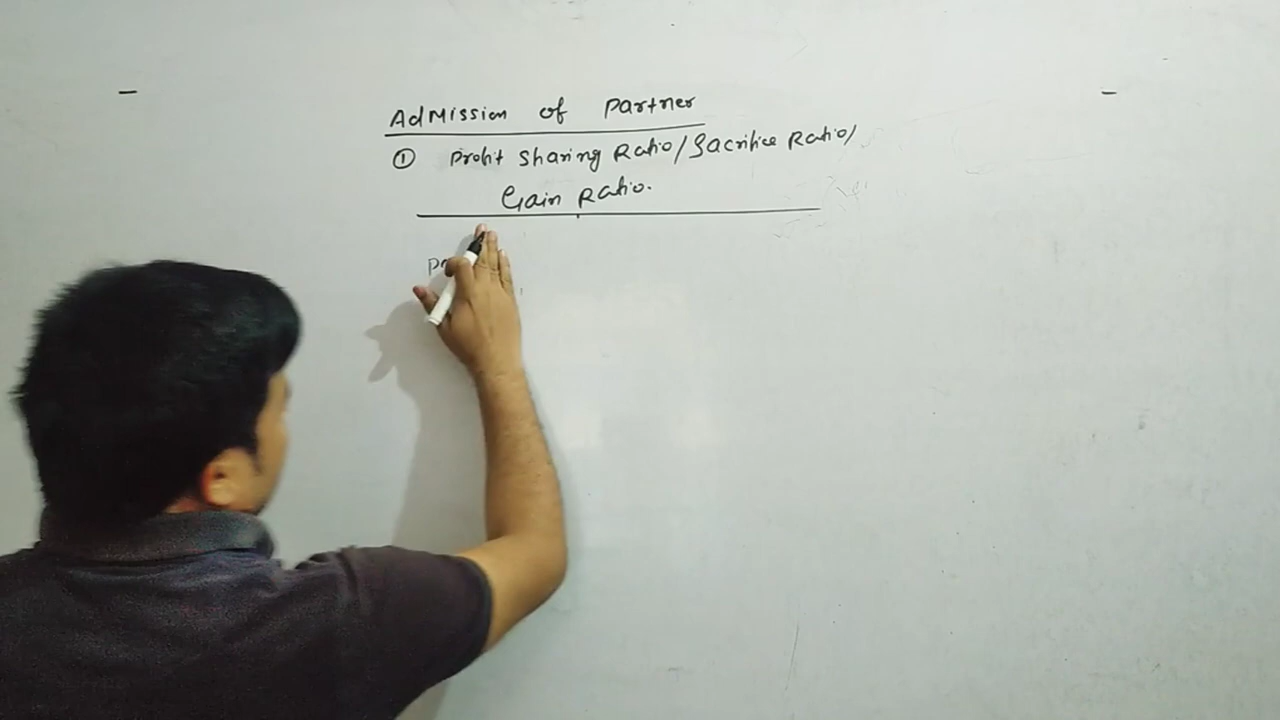 Admission of Partner
① Profit Sharing Ratio/Sacrifice Ratio/
Gain Ratio.